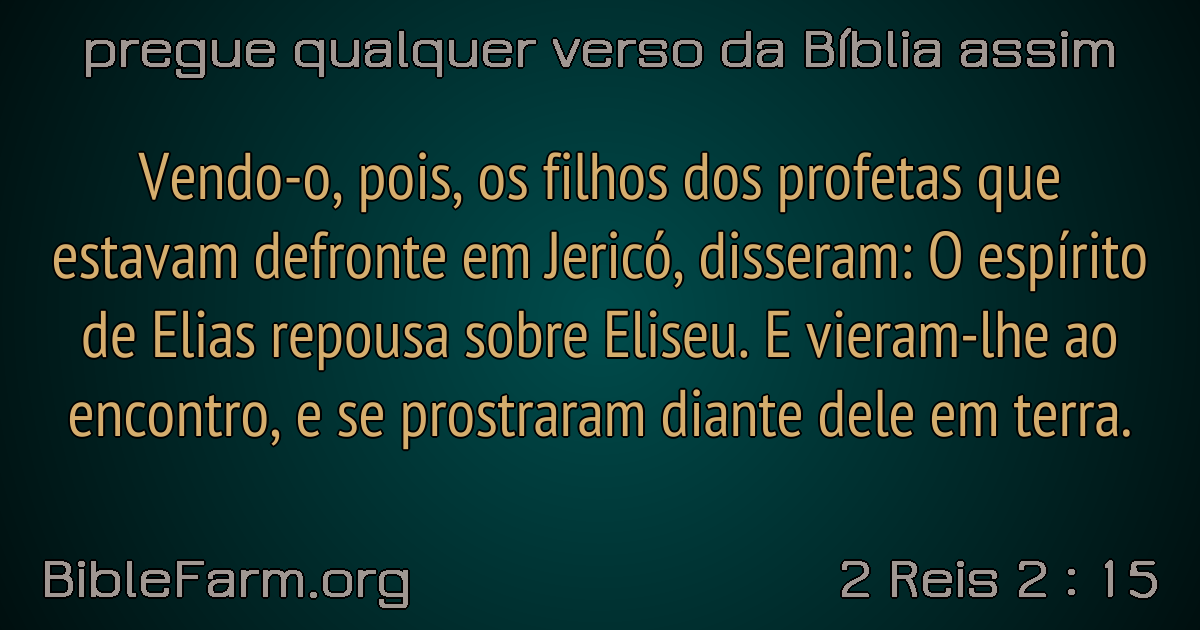 pregue qualquer verso da Bíblia assim
Vendo-o, pois, os filhos dos profetas que
estavam defronte em Jericó, disseram: O espírito
de Elias repousa sobre Eliseu. E vieram-lhe ao
encontro, e se prostraram diante dele em terra.
BibleFarm.org
2 Reis 2 : 15